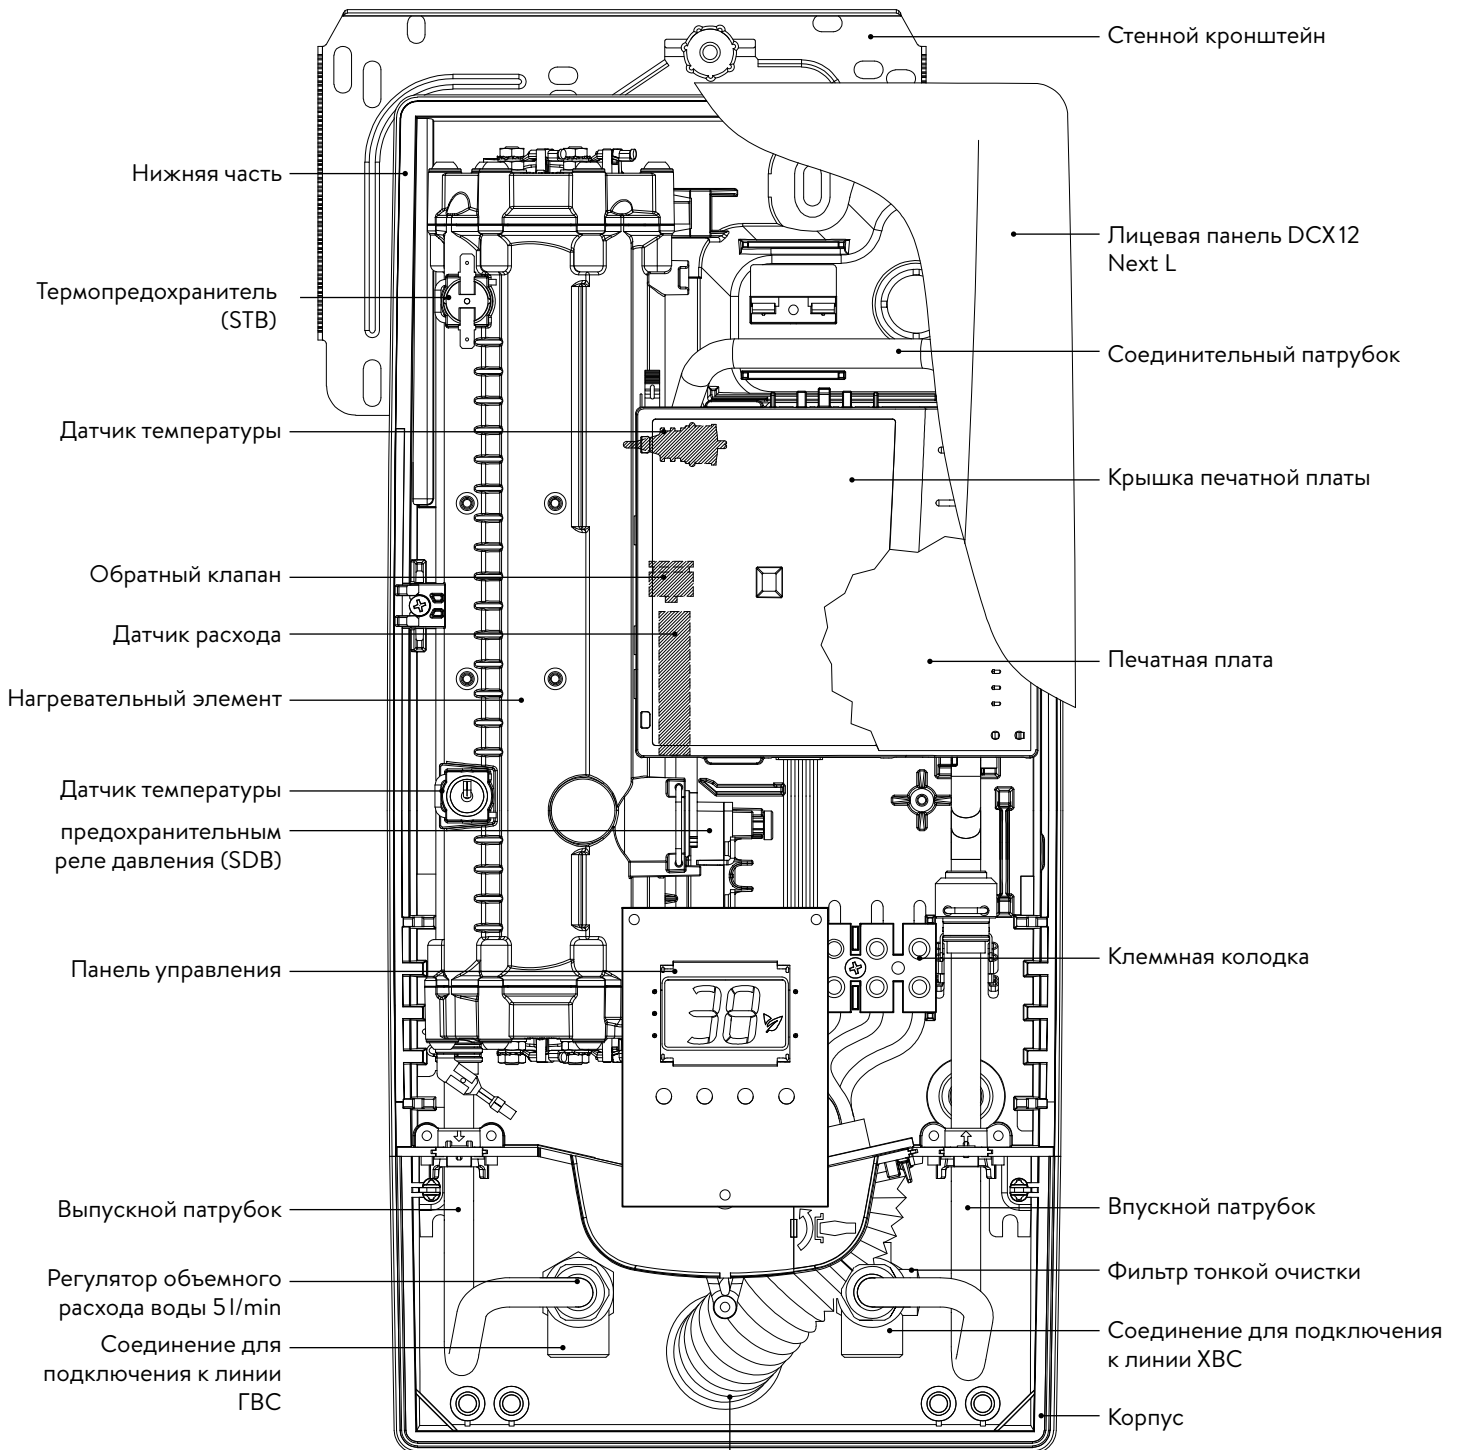 Стенной кронштейн
Нижняя часть
Лицевая панель DCX 12
Next L
Термопредохранитель
(STB)
Соединительный патрубок
Датчик температуры
Крышка печатной платы
Обратный клапан
Датчик расхода
Печатная плата
Нагревательный элемент
Датчик температуры
предохранительным
реле давления (SDB)
Панель управления
Клеммная колодка
38
Выпускной патрубок
Впускной патрубок
Регулятор объемного
расхода воды 5 l/min
Фильтр тонкой очистки
Соединение для
подключения к линии
ГВС
Соединение для подключения
к линии ХВС
Корпус